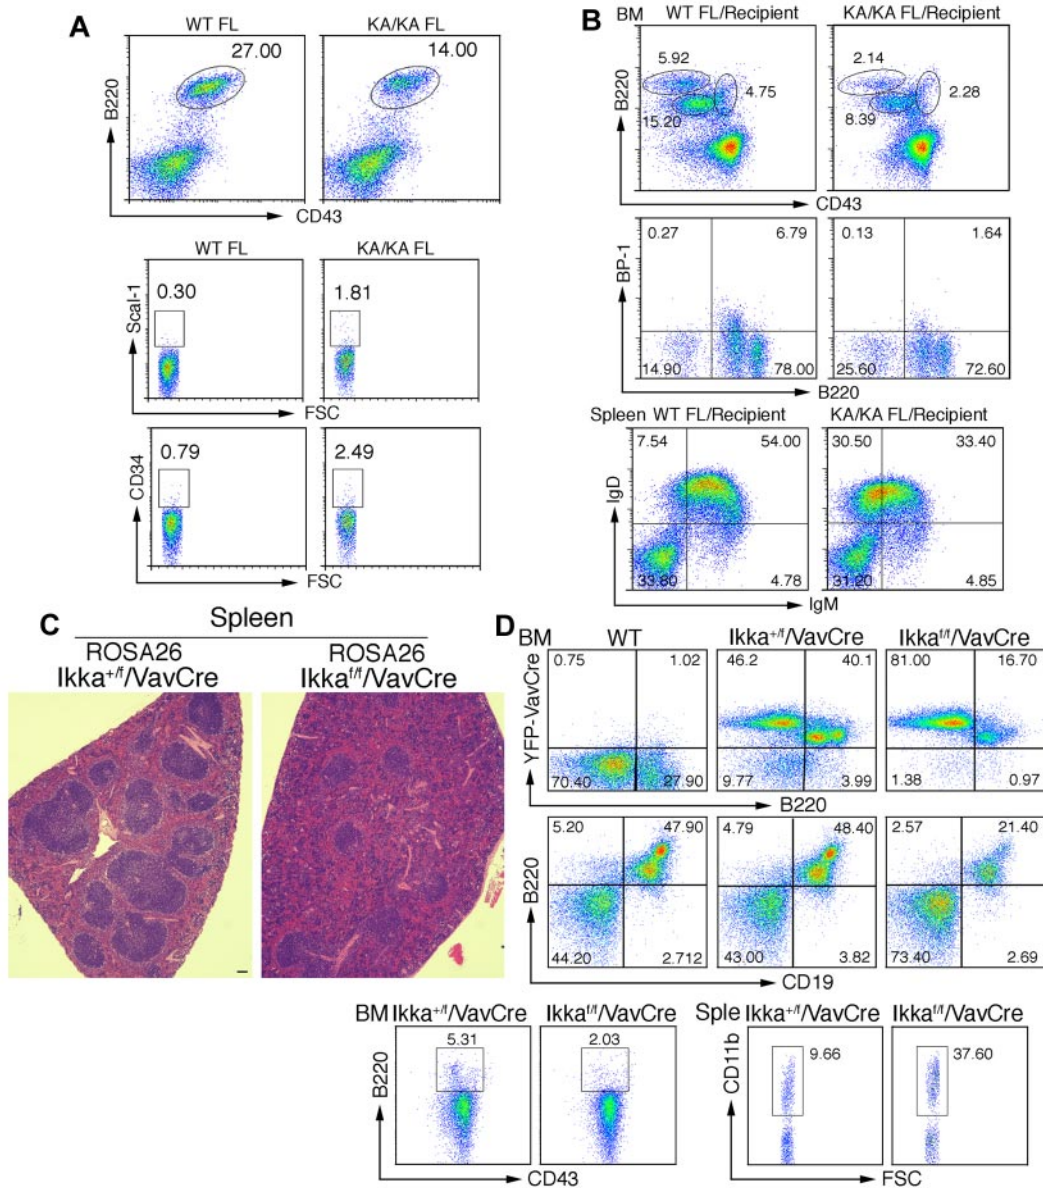 A
WT FL
KA/KA FL
27.00
14.00
B220
CD43
WT FL
KA/KA FL
0.30
1.81
Scal-1
FSC
0.79
2.49
CD34
FSC
B
BM
WT FL/Recipient
KA/KA FL/Recipient
5.92
4.75
15.20
2.14
2.28
8.39
B220
CD43
0.27
6.79
0.13
1.64
BP-1
14.90
78.00
25.60
72.60
B220
Spleen WT FL/Recipient
KA/KA FL/Recipient
7.54
54.00
30.50
33.40
IgD
33.80
4.78
31.20
4.85
IgM
C
Spleen
ROSA26
Ikka+/f/VavCre
ROSA26
Ikkaf/f/VavCre
D
BM
WT
Ikka+/f/VavCre
Ikkaf/f/VavCre
0.75
1.02
46.2
40.1
81.00
16.70
YFP-VavCre
70.40
27.90
9.77
3.99
1.38
0.97
B220
5.20
47.90
4.79
48.40
2.57
21.40
B220
44.20
2.712
43.00
3.82
73.40
2.69
CD19
BM Ikka+/f/VavCre
Ikkaf/f/VavCre
5.31
2.03
B220
CD43
Sple Ikka+/f/VavCre
Ikkaf/f/VavCre
9.66
37.60
CD11b
FSC